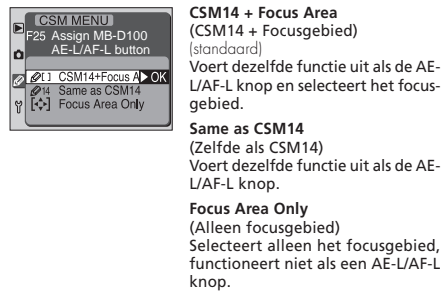 CSM MENU
F25 Assign MB-D100
AE-L/AF-L button
[ ] CSM14+Focus A OK
14 Same as CSM14
[ ] Focus Area Only
CSM14 + Focus Area
(CSM14 + Focusgebied)
(standaard)
Voert dezelfde functie uit als de AE-
L/AF-L knop en selecteert het focus-
gebied.
Same as CSM14
(Zelfde als CSM14)
Voert dezelfde functie uit als de AE-
L/AF-L knop.
Focus Area Only
(Alleen focusgebied)
Selecteert alleen het focusgebied,
functioneert niet als een AE-L/AF-L
knop.